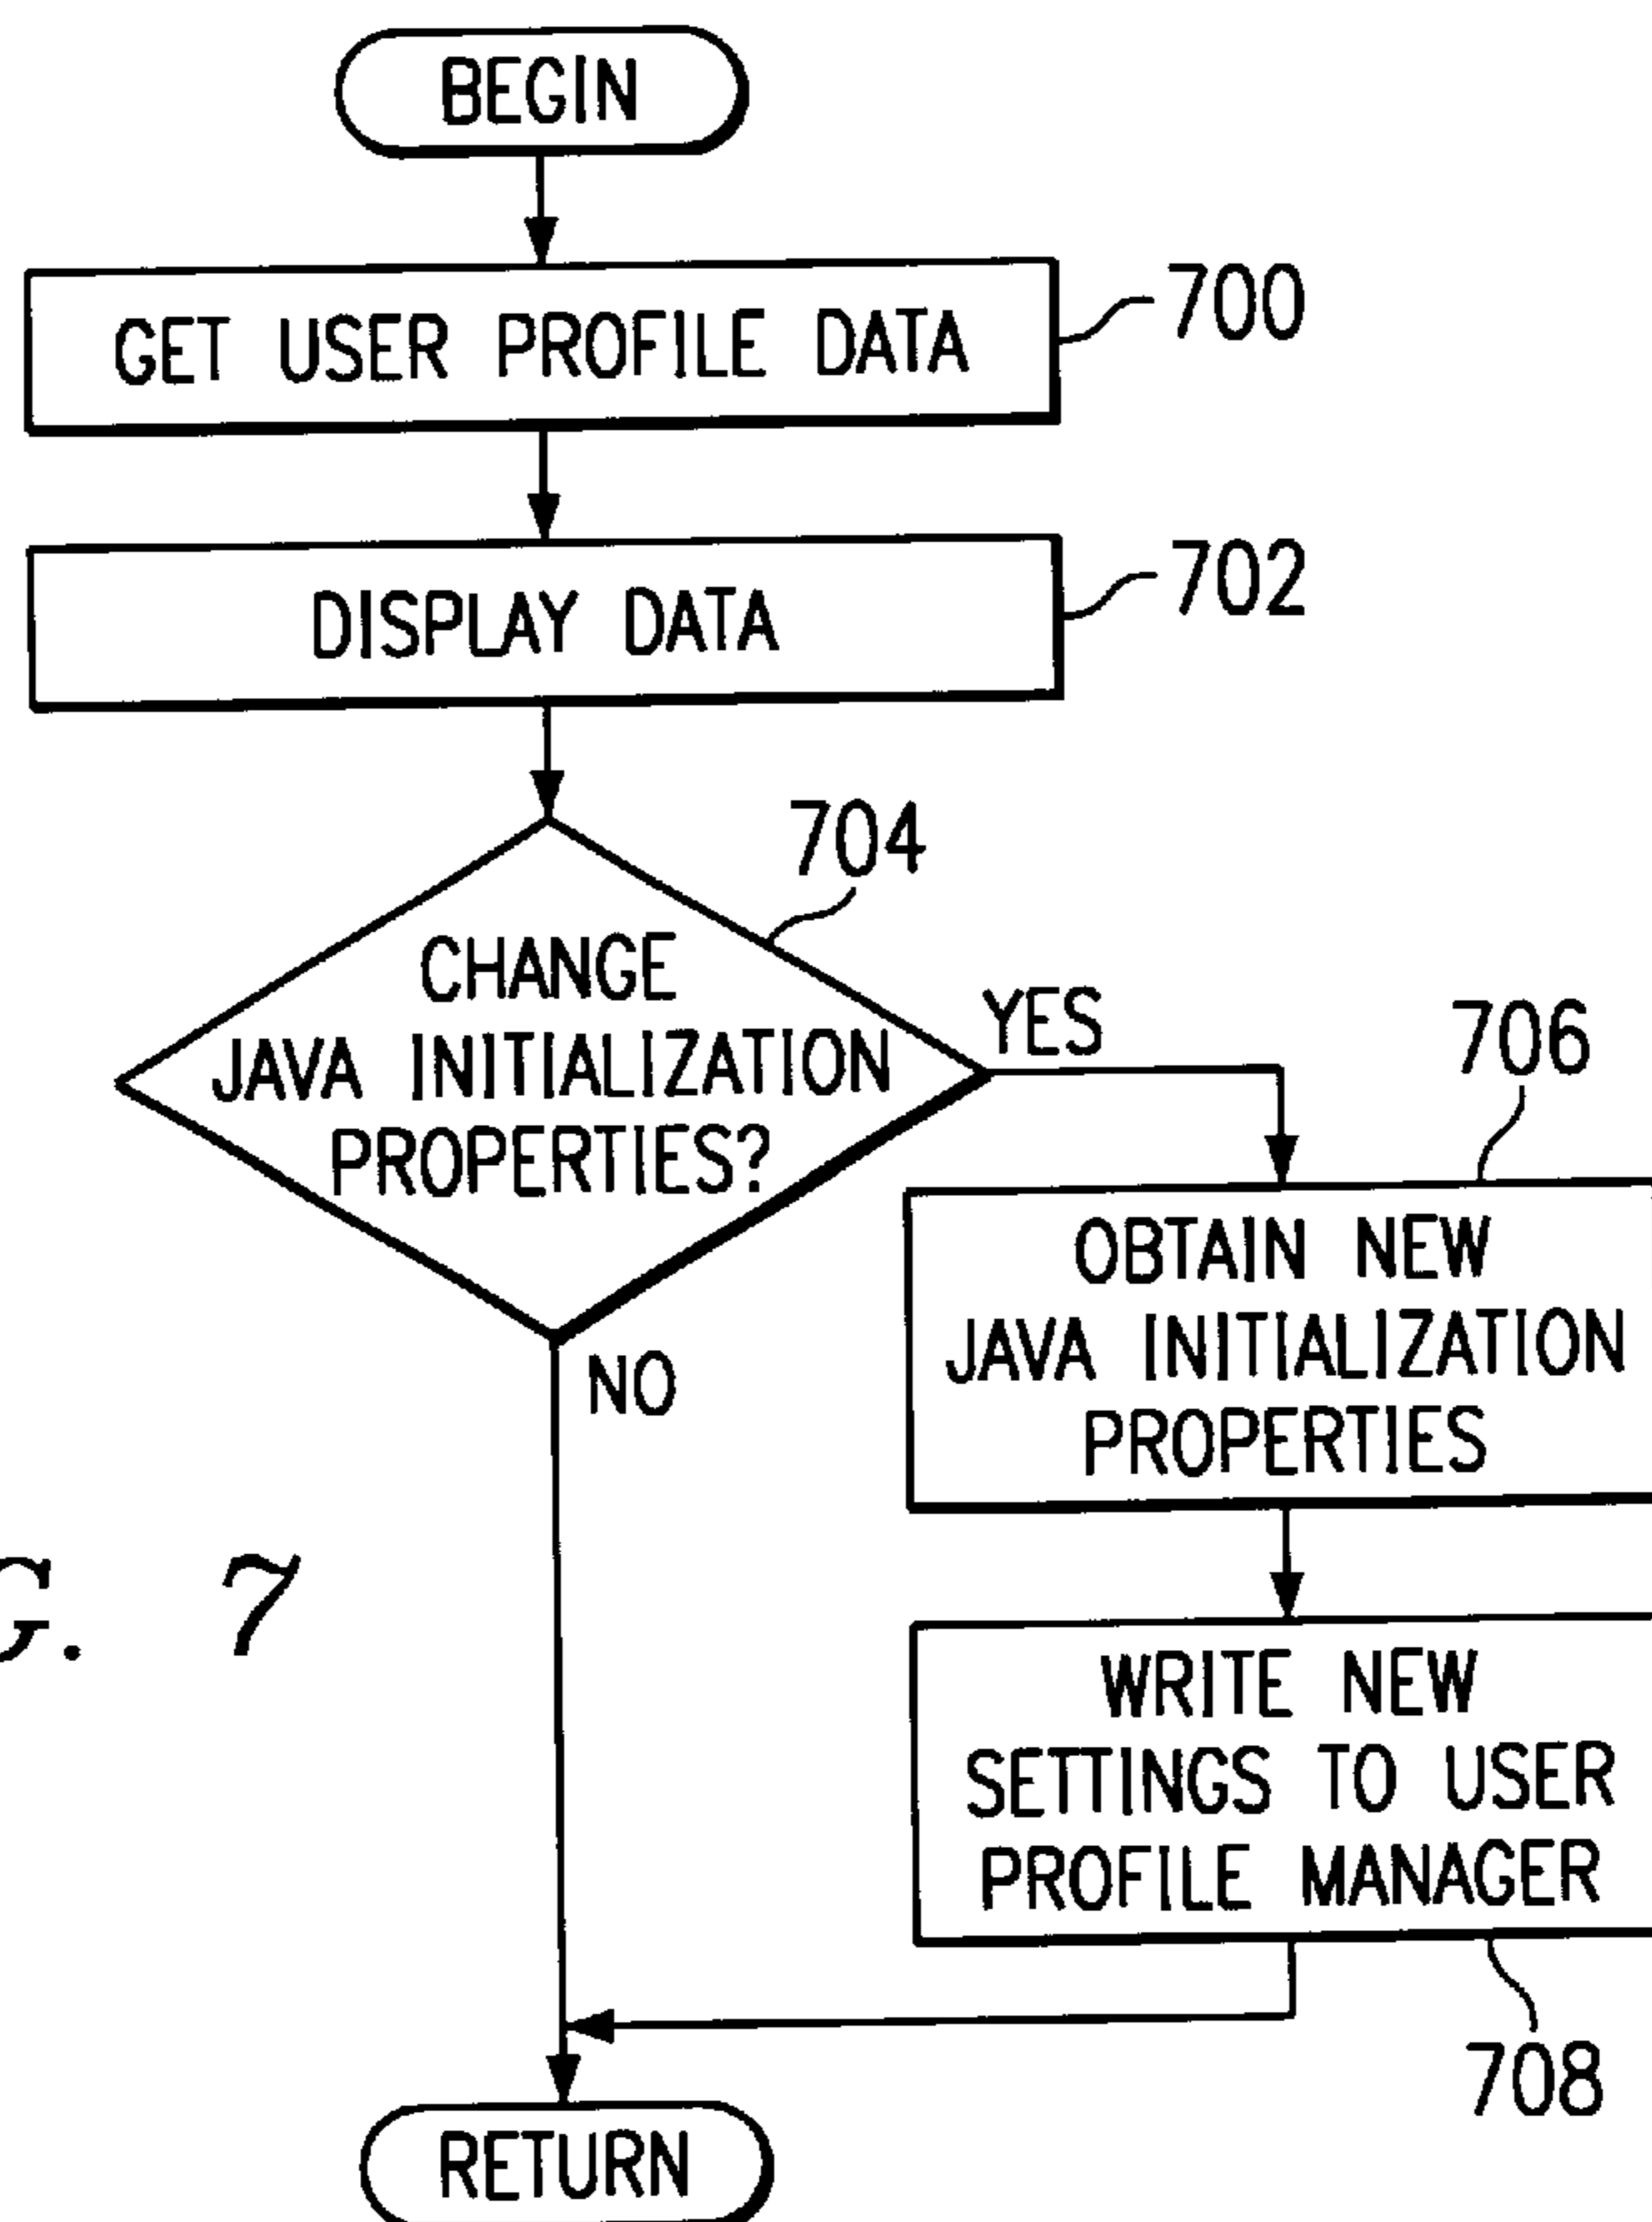 BEGIN
GET USER PROFILE DATA
700
DISPLAY DATA
702
704
CHANGE
JAVA INITIALIZATION
PROPERTIES?
YES
NO
706
OBTAIN NEW
JAVA INITIALIZATION
PROPERTIES
WRITE NEW
SETTINGS TO USER
PROFILE MANAGER
708
G. 7
RETURN